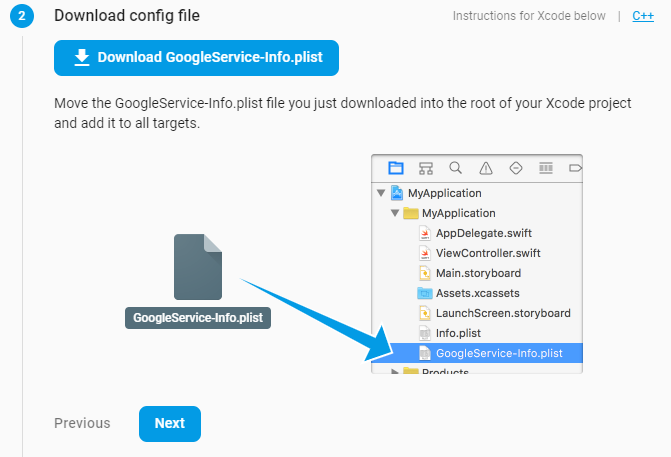 2
Download config file
Instructions for Xcode below | C++
Download GoogleService-Info.plist
Move the GoogleService-Info.plist file you just downloaded into the root of your Xcode project
and add it to all targets.
GoogleService-Info.plist
MyApplication
MyApplication
AppDelegate.swift
ViewController.swift
Main.storyboard
Assets.xcassets
LaunchScreen.storyboard
Info.plist
GoogleService-Info.plist
Products
Previous
Next